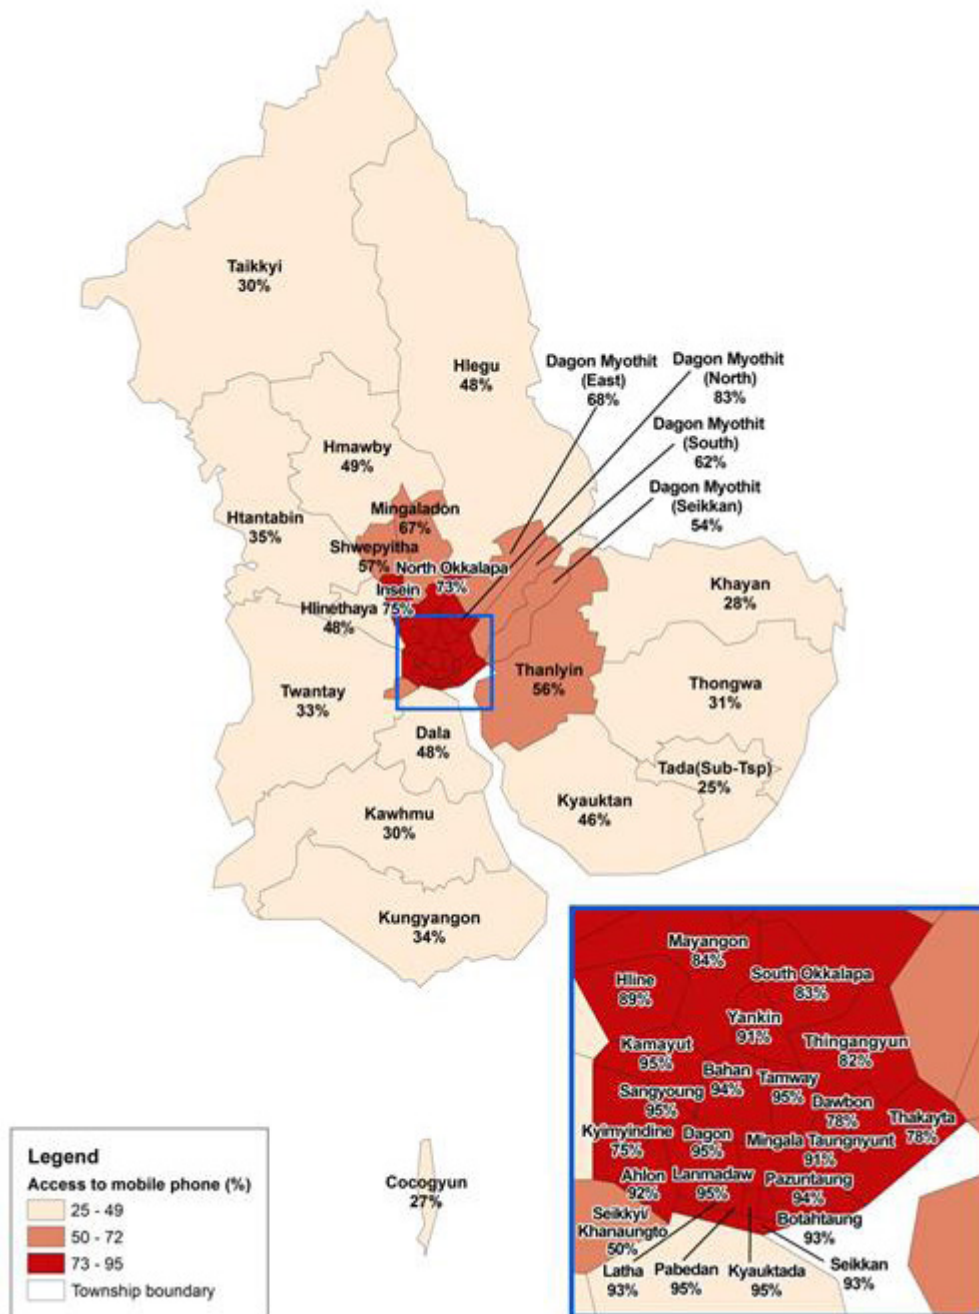 Taikkyi
30%
Hlegu
48%
Dagon Myothit
(East)
68%
Dagon Myothit
(North)
83%
Dagon Myothit
(South)
62%
Dagon Myothit
(Seikkan)
54%
Hmawby
49%
Htantabin
35%
Mingaladon
67%
Shwepyitha
57%
North Okkalapa
73%
Insein
75%
Hlinethaya
48%
Khayan
28%
Thanlyin
56%
Thongwa
31%
Twantay
33%
Dala
48%
Tada(Sub-Tsp)
25%
Kyauktan
46%
Kawhmu
30%
Kungyangon
34%
Cocogyun
27%
Mayangon
84%
South Okkalapa
83%
Hline
89%
Yankin
91%
Thingangyun
82%
Kamayut
95%
Bahan
94%
Tamway
95%
Sangyoung
95%
Dawbon
78%
Thakayta
78%
Kyimyindine
75%
Dagon
95%
Mingala Taungnyunt
91%
Ahlon
92%
Lanmadaw
95%
Pazuntaung
94%
Seikkyi/
Khanaungto
50%
Botahtaung
93%
Latha
93%
Pabedan
95%
Kyauktada
95%
Seikkan
93%
Legend
Access to mobile phone (%)
25 - 49
50 - 72
73 - 95
Township boundary